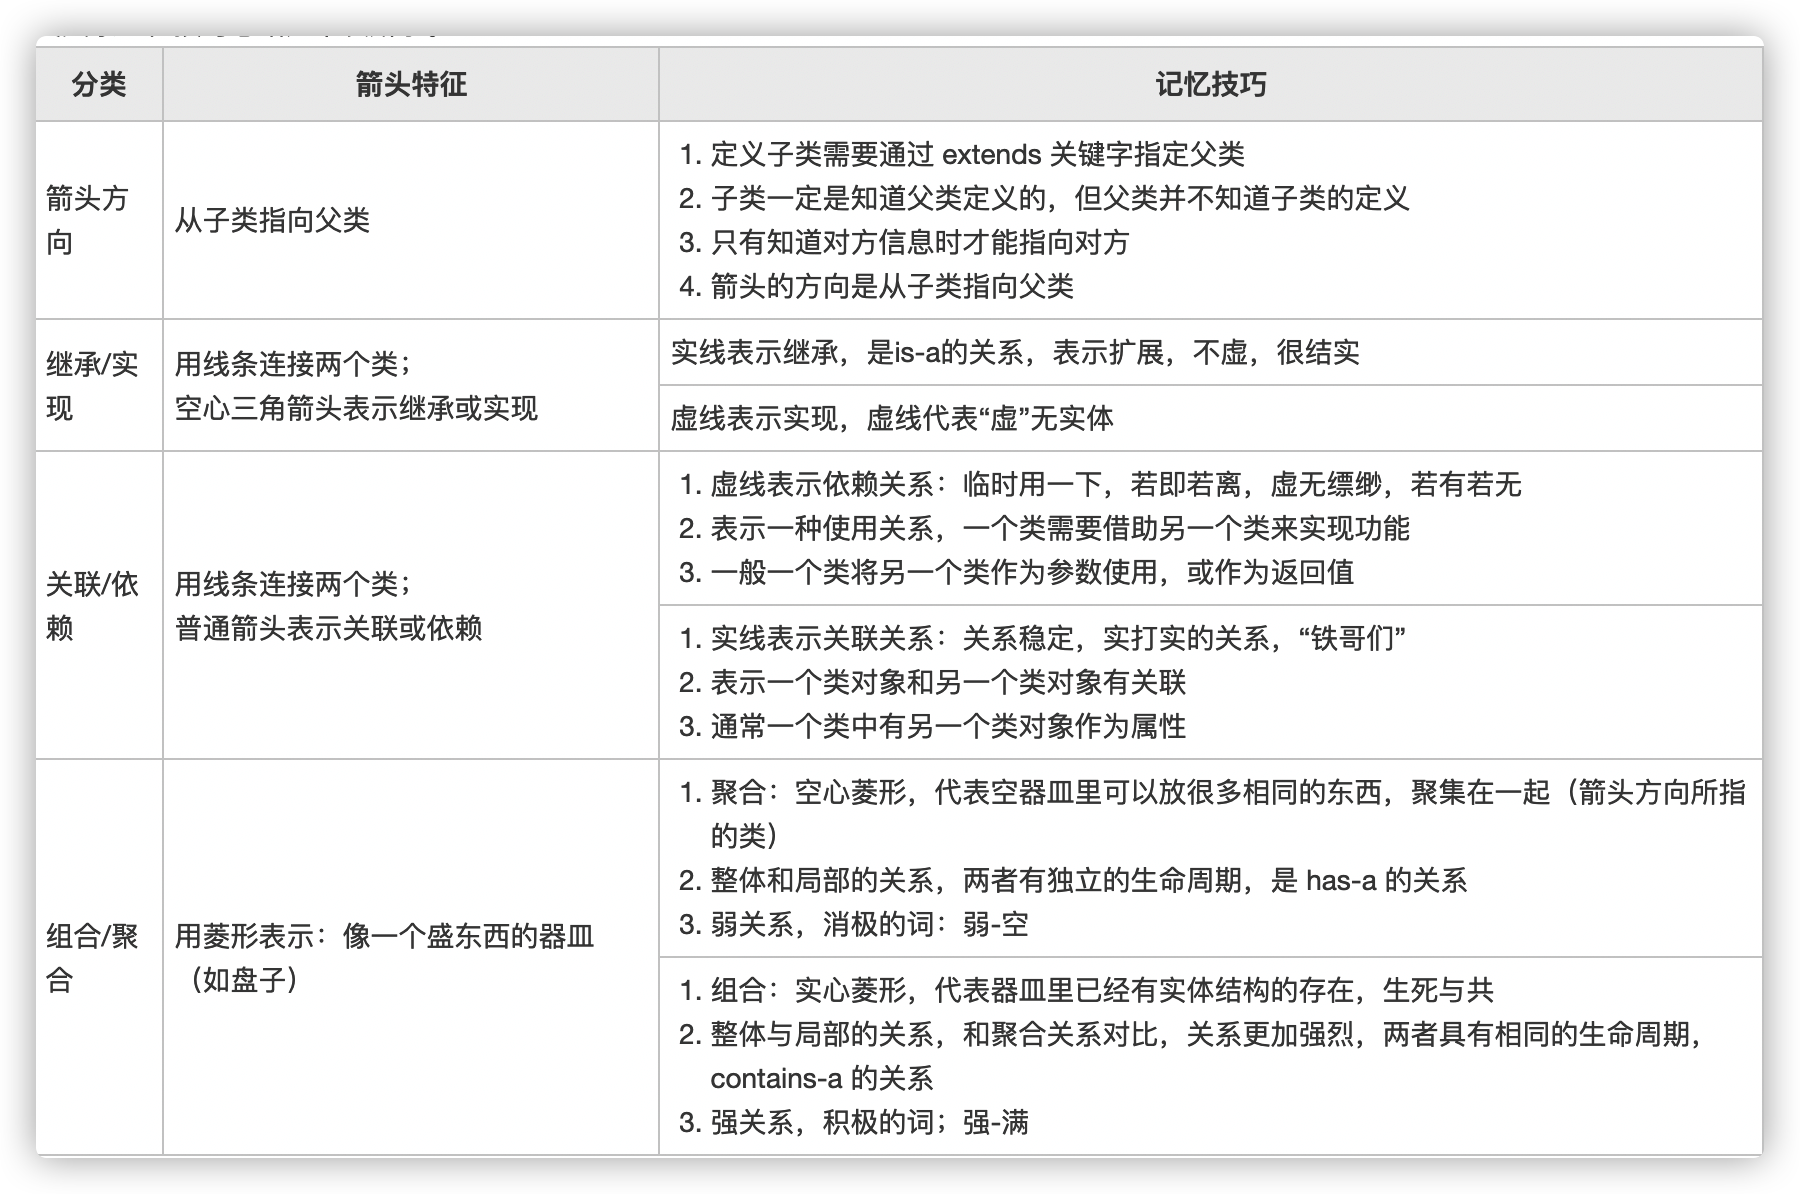 分类
箭头特征
记忆技巧
箭头方
向
从子类指向父类
1. 定义子类需要通过 extends 关键字指定父类
2. 子类一定是知道父类定义的，但父类并不知道子类的定义
3. 只有知道对方信息时才能指向对方
4. 箭头的方向是从子类指向父类
继承/实
现
用线条连接两个类；
空心三角箭头表示继承或实现
实线表示继承，是is-a的关系，表示扩展，不虚，很结实
虚线表示实现，虚线代表“虚”无实体
关联/依
赖
用线条连接两个类；
普通箭头表示关联或依赖
1. 虚线表示依赖关系：临时用一下，若即若离，虚无缥缈，若有若无
2. 表示一种使用关系，一个类需要借助另一个类来实现功能
3. 一般一个类将另一个类作为参数使用，或作为返回值
1. 实线表示关联关系：关系稳定，实打实的关系，“铁哥们”
2. 表示一个类对象和另一个类对象有关联
3. 通常一个类中有另一个类对象作为属性
组合/聚
合
用菱形表示：像一个盛东西的器皿
（如盘子）
1. 聚合：空心菱形，代表空器皿里可以放很多相同的东西，聚集在一起（箭头方向所指
的类）
2. 整体和局部的关系，两者有独立的生命周期，是 has-a 的关系
3. 弱关系，消极的词：弱-空
1. 组合：实心菱形，代表器皿里已经有实体结构的存在，生死与共
2. 整体与局部的关系，和聚合关系对比，关系更加强烈，两者具有相同的生命周期，
contains-a 的关系
3. 强关系，积极的词；强-满